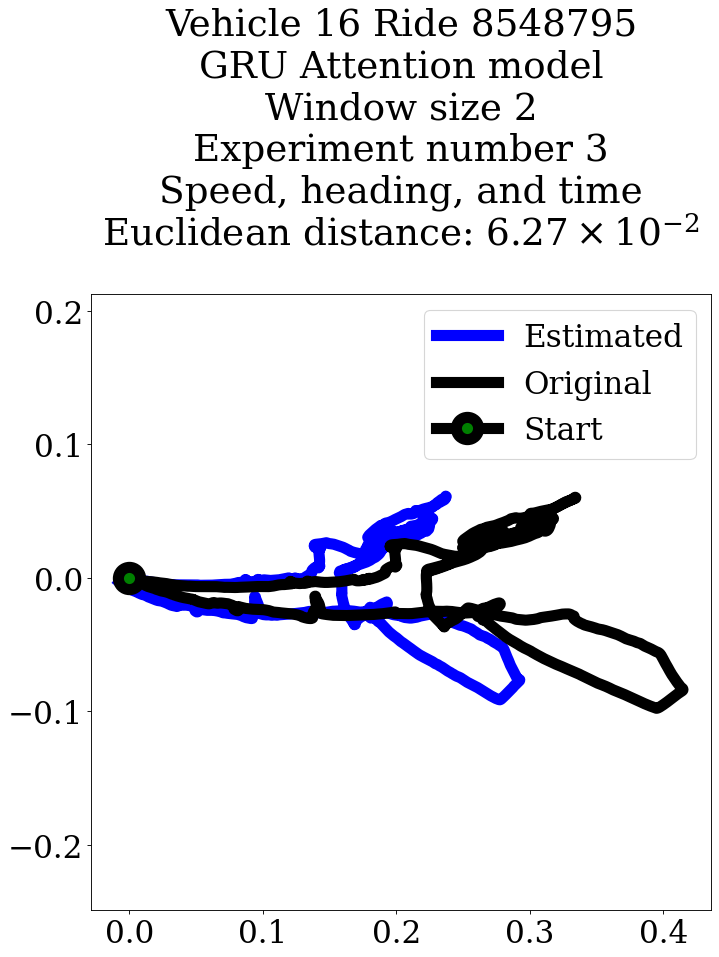 Vehicle 16 Ride 8548795
GRU Attention model
Window size 2
Experiment number 3
Speed, heading, and time
Euclidean distance: 6.27 × 10⁻²
Estimated
Original
Start
0.2
0.1
0.0
−0.1
−0.2
0.0 0.1 0.2 0.3 0.4